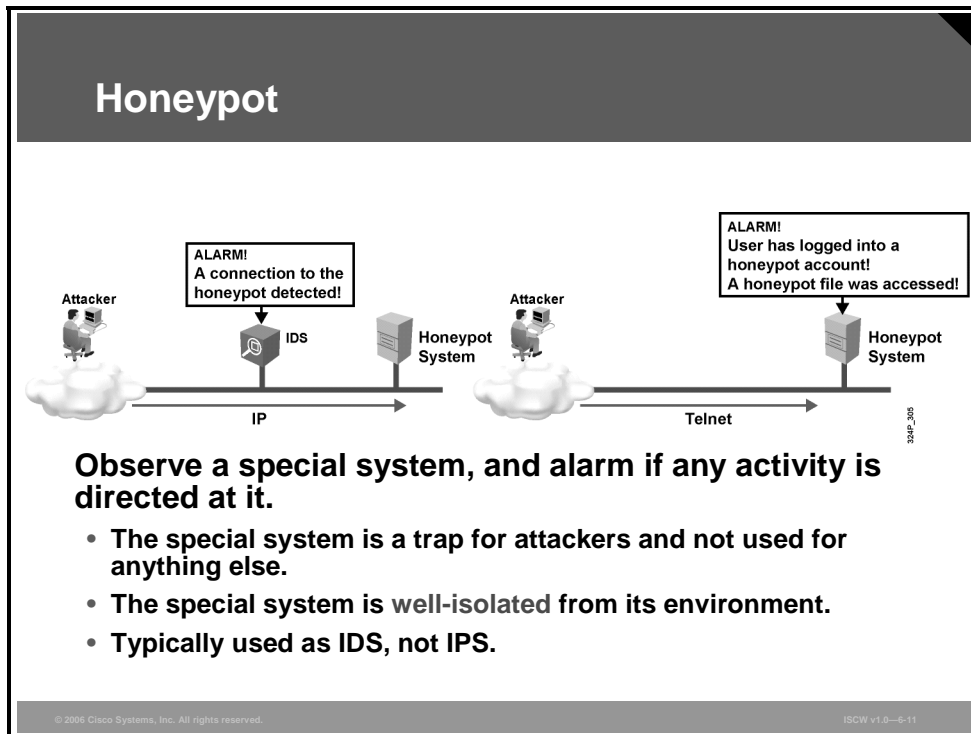 Honeypot
ALARM!
A connection to the
honeypot detected!
Attacker
IDS
Honeypot
System
IP
ALARM!
User has logged into a
honeypot account!
A honeypot file was accessed!
Attacker
Honeypot
System
Telnet
324P_305
Observe a special system, and alarm if any activity is
directed at it.
• The special system is a trap for attackers and not used for
anything else.
• The special system is well-isolated from its environment.
• Typically used as IDS, not IPS.
© 2006 Cisco Systems, Inc. All rights reserved.
ISCW v1.0—6-11